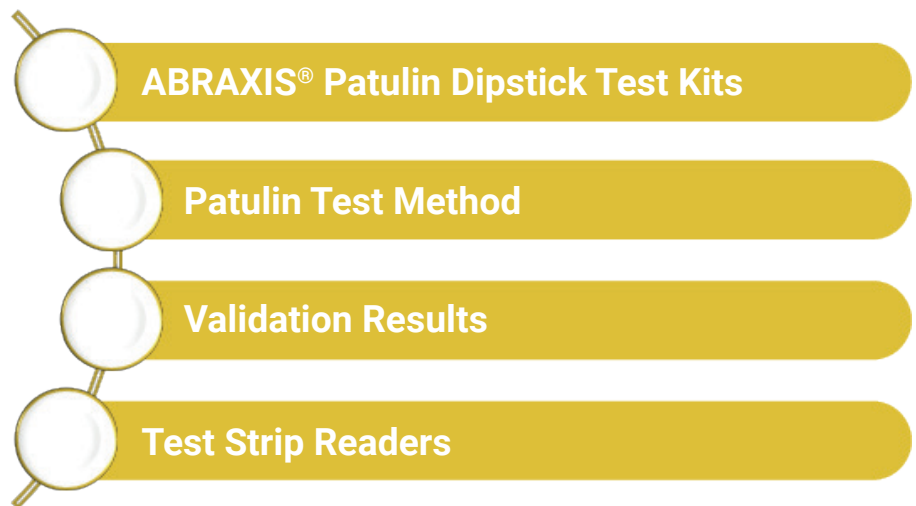 ABRAXIS® Patulin Dipstick Test Kits
Patulin Test Method
Validation Results
Test Strip Readers